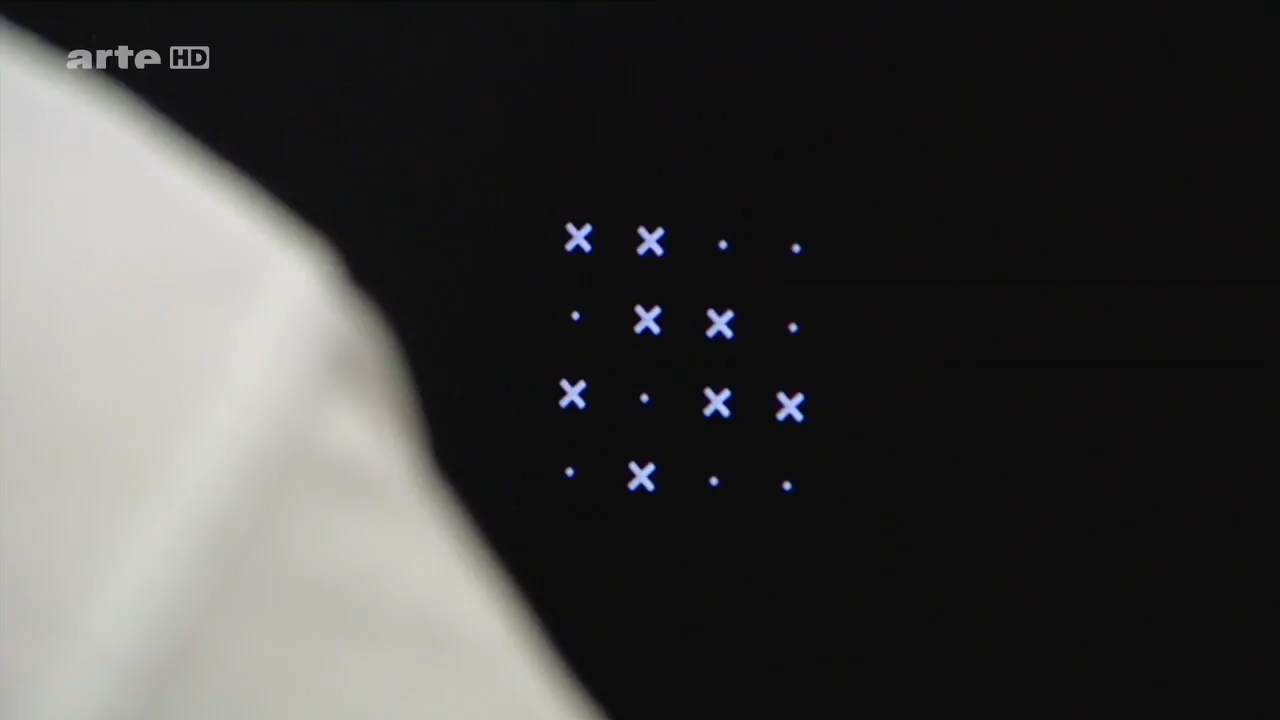 arte HD
× × · ·
· × × ·
× · × ×
· × · ·